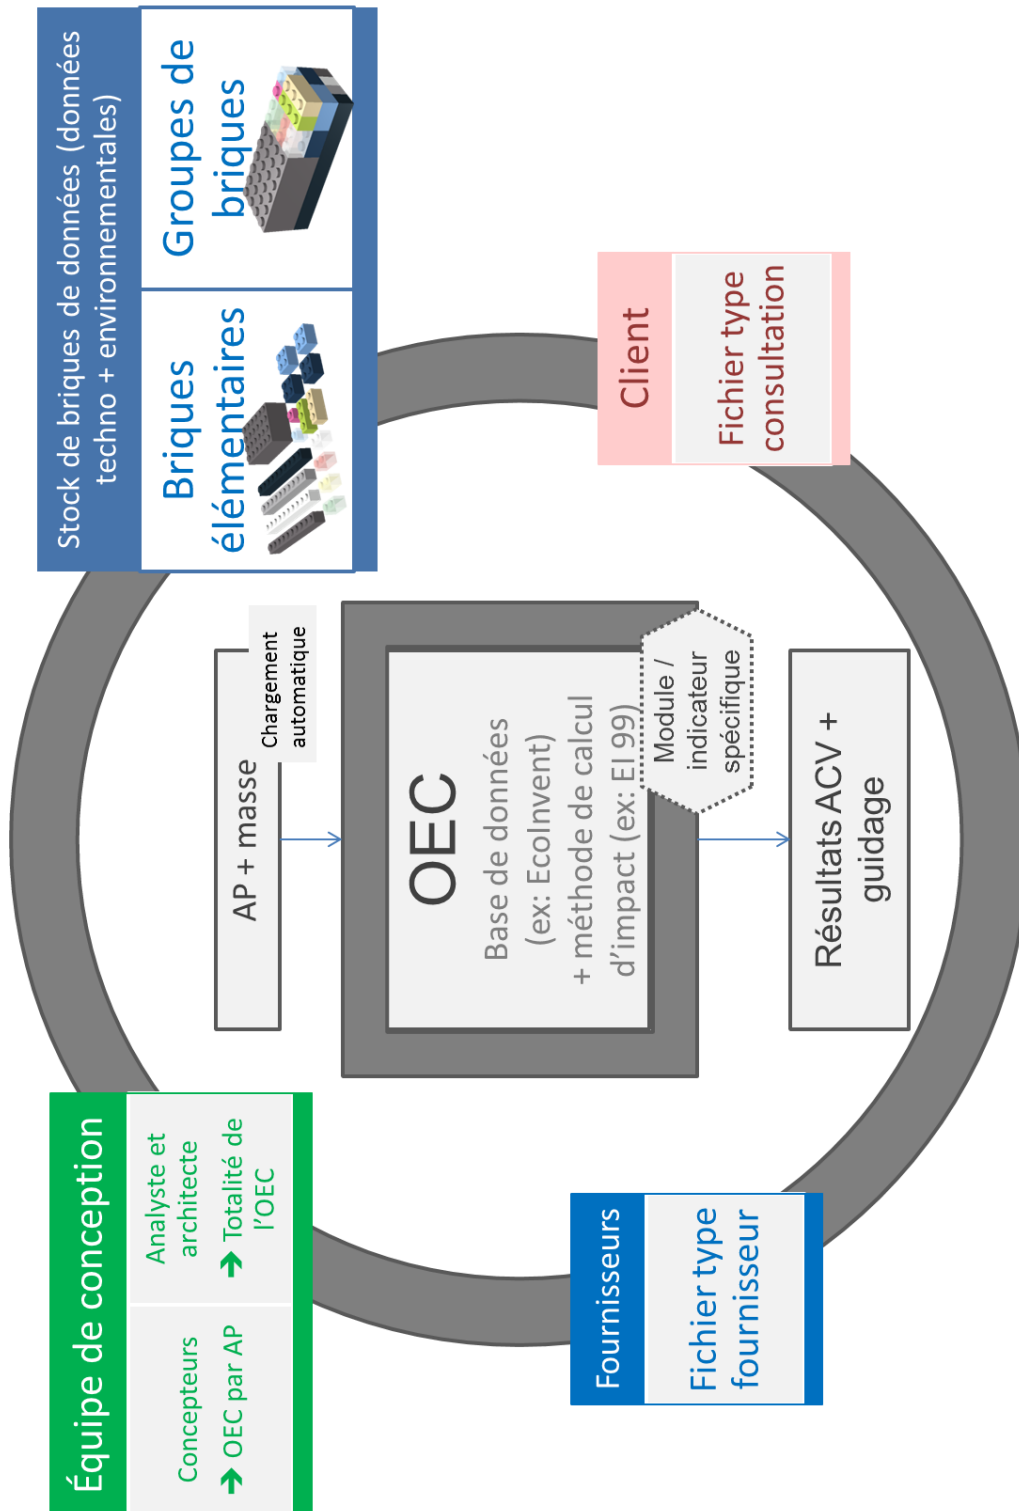 Équipe de conception
Concepteurs
➔ OEC par AP
Analyste et
architecte
➔ Totalité de
l’OEC
Stock de briques de données (données
techno + environnementales)
Briques
élémentaires
Groupes de
briques
AP + masse
Chargement
automatique
OEC
Base de données
(ex: EcoInvent)
+ méthode de calcul
d’impact (ex: EI 99)
Module /
indicateur
spécifique
Résultats ACV +
guidage
Fournisseurs
Fichier type
fournisseur
Client
Fichier type
consultation